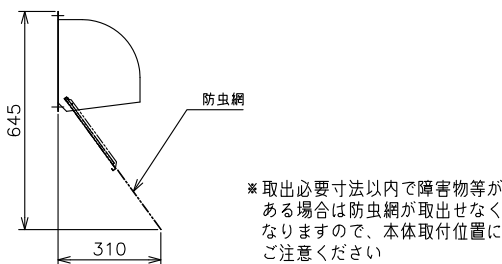 防虫網
645
※取出必要寸法以内で障害物等が
ある場合は防虫網が取出せなく
なりますので、本体取付位置に
ご注意ください
310